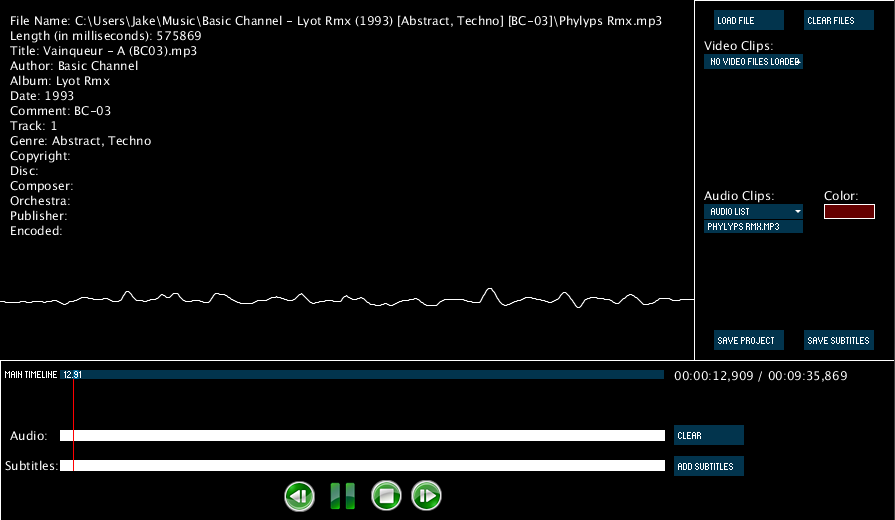 File Name: C:\Users\Jake\Music\Basic Channel - Lyot Rmx (1993) [Abstract, Techno] [BC-03]\Phylyps Rmx.mp3
Length (in milliseconds): 575869
Title: Vainqueur - A (BC03).mp3
Author: Basic Channel
Album: Lyot Rmx
Date: 1993
Comment: BC-03
Track: 1
Genre: Abstract, Techno
Copyright:
Disc:
Composer:
Orchestra:
Publisher:
Encoded:
LOAD FILE CLEAR FILES
Video Clips:
NO VIDEO FILES LOADED
Audio Clips: Color:
AUDIO LIST
PHYLYPS RMX.MP3
SAVE PROJECT SAVE SUBTITLES
MAIN TIMELINE 12.91 00:00:12,909 / 00:09:35,869
Audio: CLEAR
Subtitles: ADD SUBTITLES